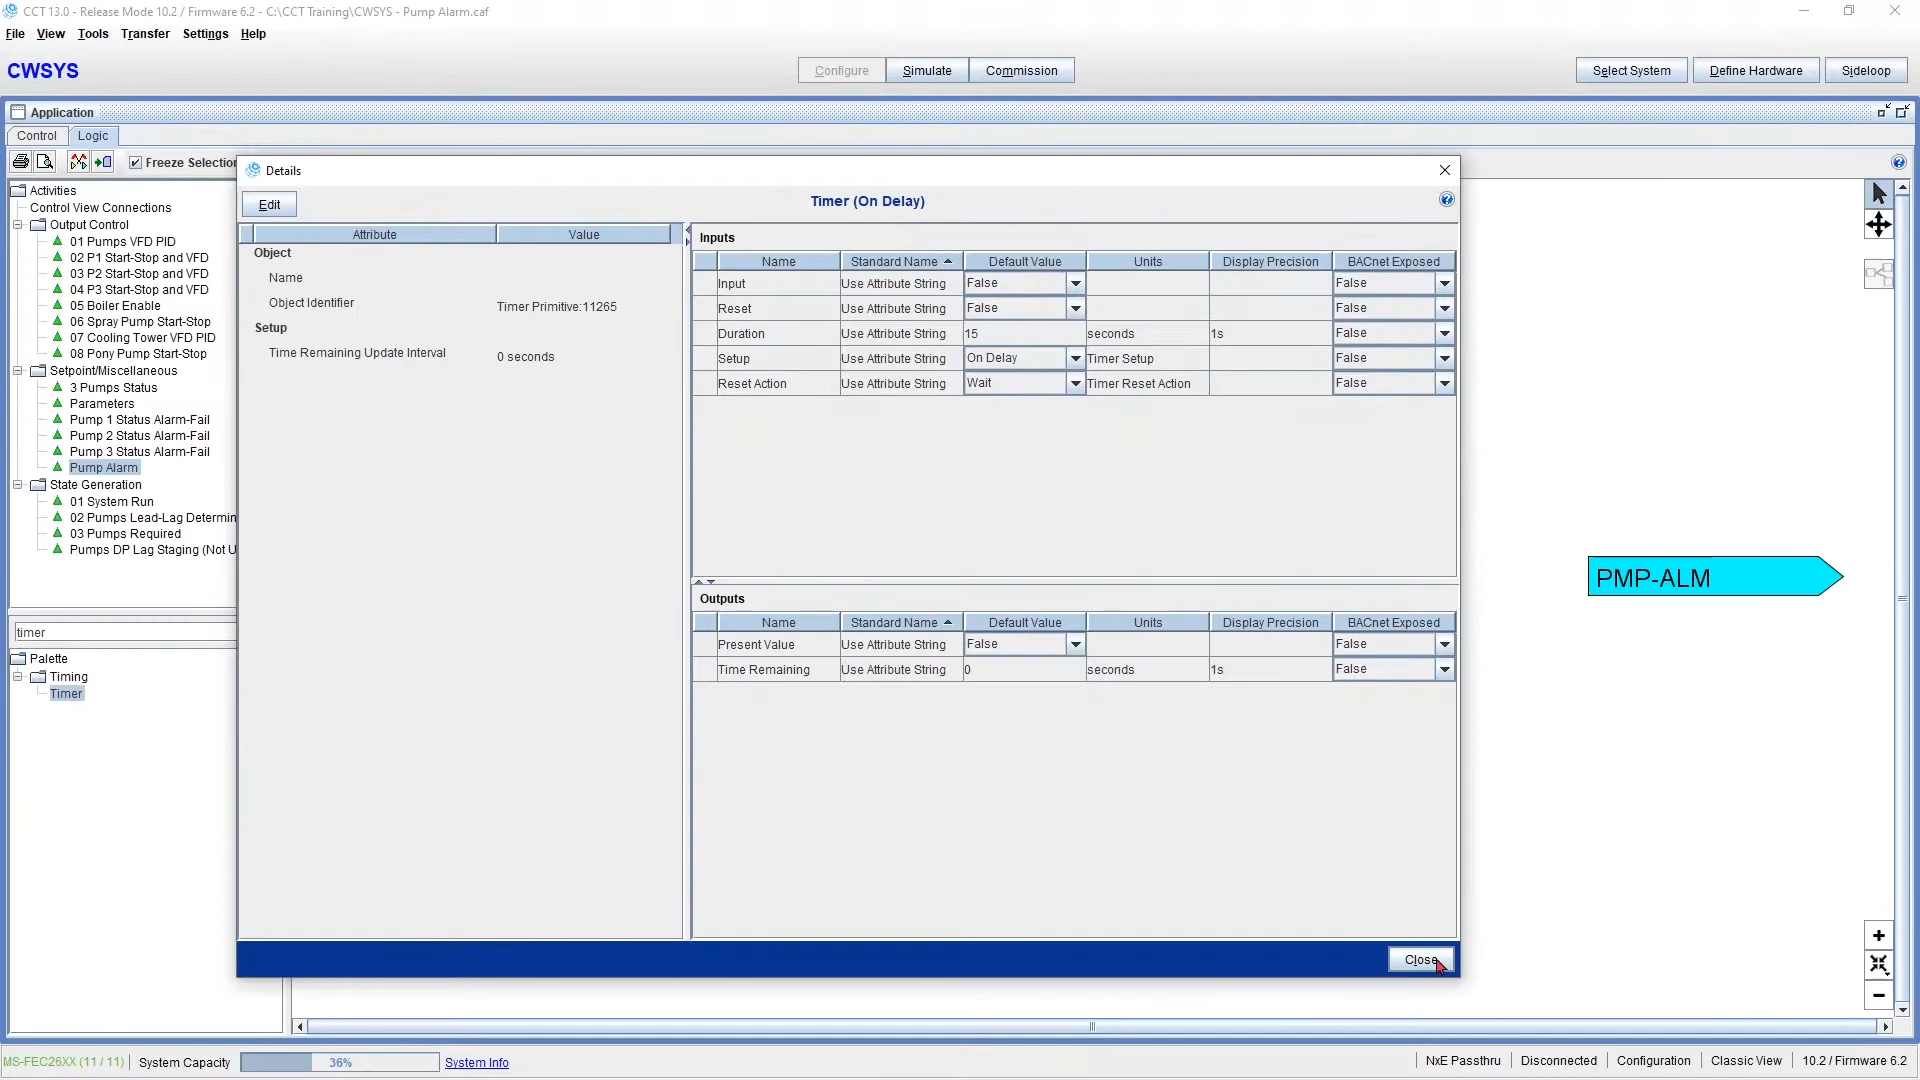 CCT 13.0 - Release Mode 10.2 / Firmware 6.2 - C:\CCT Training\CWSYS - Pump Alarm.caf
File View Tools Transfer Settings Help
CWSYS
Configure Simulate Commission
Select System Define Hardware Sideloop
Application
Control Logic
Freeze Selection
Activities
Control View Connections
Output Control
01 Pumps VFD PID
02 P1 Start-Stop and VFD
03 P2 Start-Stop and VFD
04 P3 Start-Stop and VFD
05 Boiler Enable
06 Spray Pump Start-Stop
07 Cooling Tower VFD PID
08 Pony Pump Start-Stop
Setpoint/Miscellaneous
3 Pumps Status
Parameters
Pump 1 Status Alarm-Fail
Pump 2 Status Alarm-Fail
Pump 3 Status Alarm-Fail
Pump Alarm
State Generation
01 System Run
02 Pumps Lead-Lag Determin
03 Pumps Required
Pumps DP Lag Staging (Not U
timer
Palette
Timing
Timer
Details
Edit
Timer (On Delay)
Attribute Value
Object
Name
Object Identifier Timer Primitive:11265
Setup
Time Remaining Update Interval 0 seconds
Inputs
Name Standard Name Default Value Units Display Precision BACnet Exposed
Input Use Attribute String False False
Reset Use Attribute String False False
Duration Use Attribute String 15 seconds 1s False
Setup Use Attribute String On Delay Timer Setup False
Reset Action Use Attribute String Wait Timer Reset Action False
Outputs
Name Standard Name Default Value Units Display Precision BACnet Exposed
Present Value Use Attribute String False False
Time Remaining Use Attribute String 0 seconds 1s False
Close
PMP-ALM
MS-FEC26XX (11 / 11) System Capacity 36% System Info
NxE Passthru Disconnected Configuration Classic View 10.2 / Firmware 6.2